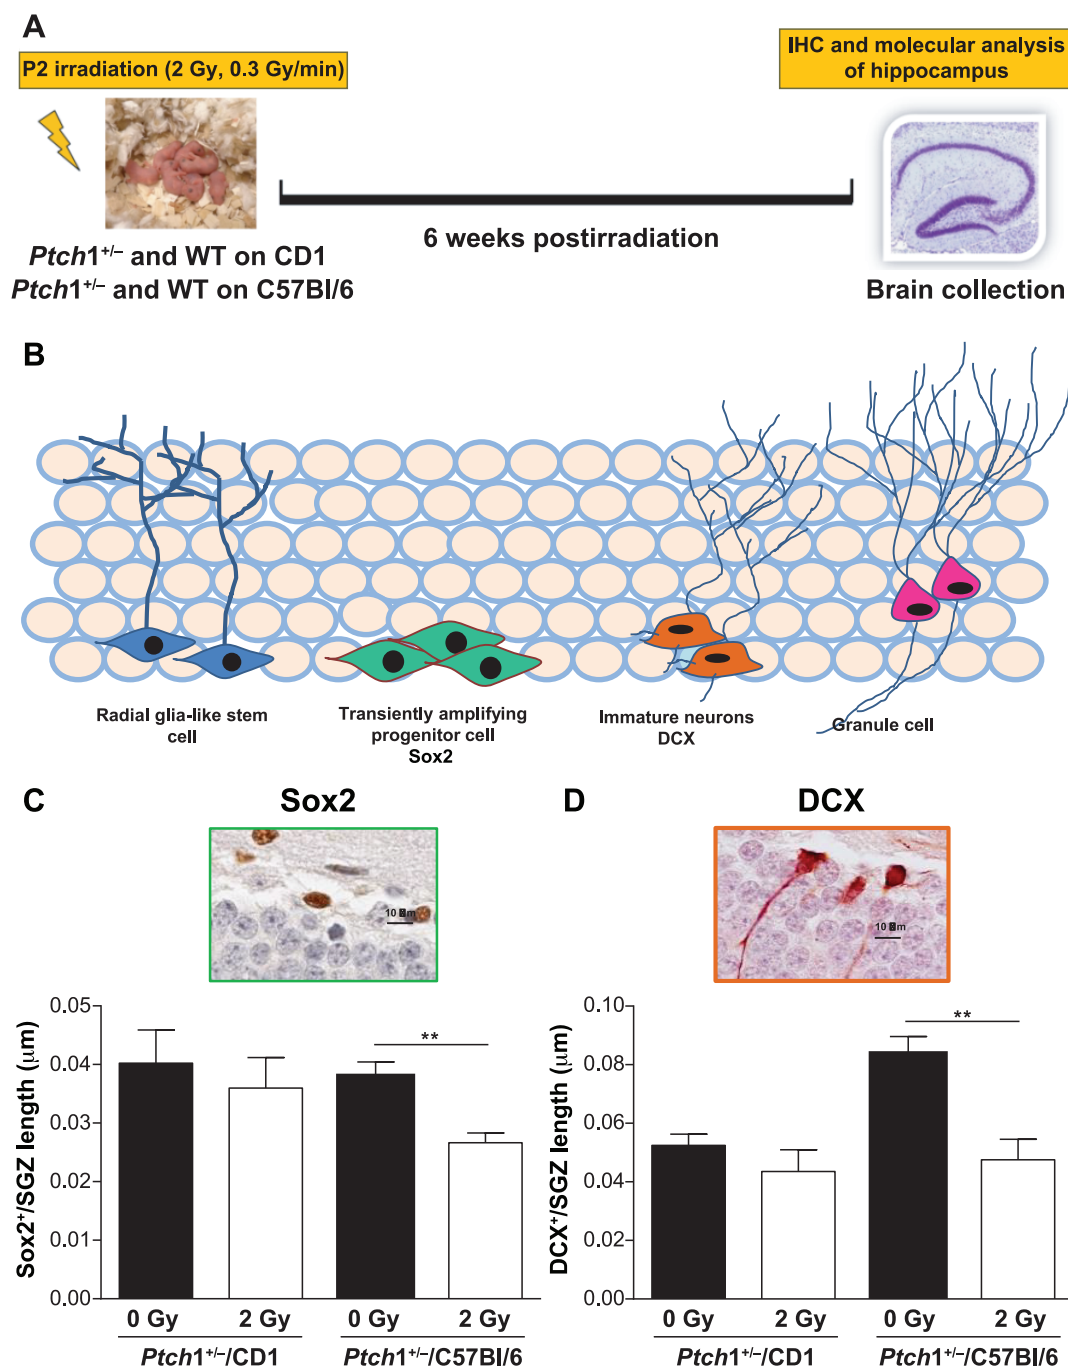 A
P2 irradiation (2 Gy, 0.3 Gy/min)
IHC and molecular analysis
of hippocampus
6 weeks postirradiation
Ptch1+/– and WT on CD1
Ptch1+/– and WT on C57Bl/6
Brain collection
B
Radial glia-like stem
cell
Transiently amplifying
progenitor cell
Sox2
Immature neurons
DCX
Granule cell
C
Sox2
10 m
Sox2+/SGZ length (μm)
0.05
0.04
0.03
0.02
0.01
0.00
**
0 Gy 2 Gy 0 Gy 2 Gy
Ptch1+/–/CD1 Ptch1+/–/C57Bl/6
D
DCX
10 m
DCX+/SGZ length (μm)
0.10
0.08
0.06
0.04
0.02
0.00
**
0 Gy 2 Gy 0 Gy 2 Gy
Ptch1+/–/CD1 Ptch1+/–/C57Bl/6